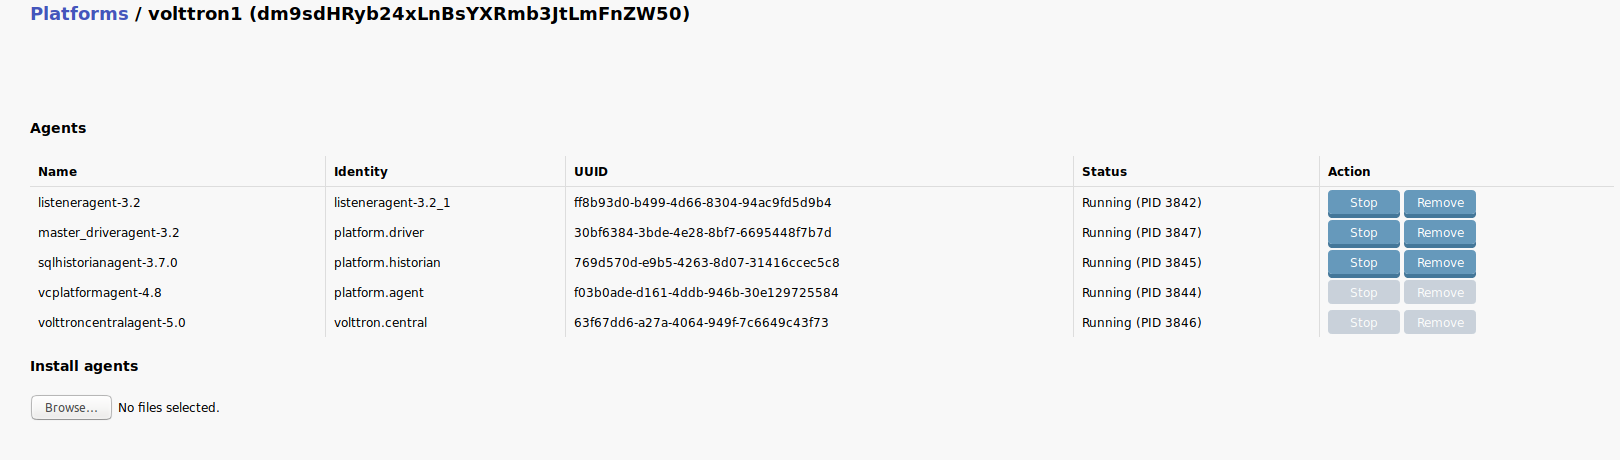 Platforms / volttron1 (dm9sdHRyb24xLnBsYXRmb3JtLmFnZW50)
Agents
Name Identity UUID Status Action
listeneragent-3.2 listeneragent-3.2_1 ff8b93d0-b499-4d66-8304-94ac9fd5d9b4 Running (PID 3842) Stop Remove
master_driveragent-3.2 platform.driver 30bf6384-3bde-4e28-8bf7-6695448f7b7d Running (PID 3847) Stop Remove
sqlhistorianagent-3.7.0 platform.historian 769d570d-e9b5-4263-8d07-31416ccec5c8 Running (PID 3845) Stop Remove
vcplatformagent-4.8 platform.agent f03b0ade-d161-4ddb-946b-30e129725584 Running (PID 3844) Stop Remove
volttroncentralagent-5.0 volttron.central 63f67dd6-a27a-4064-949f-7c6649c43f73 Running (PID 3846) Stop Remove
Install agents
Browse... No files selected.